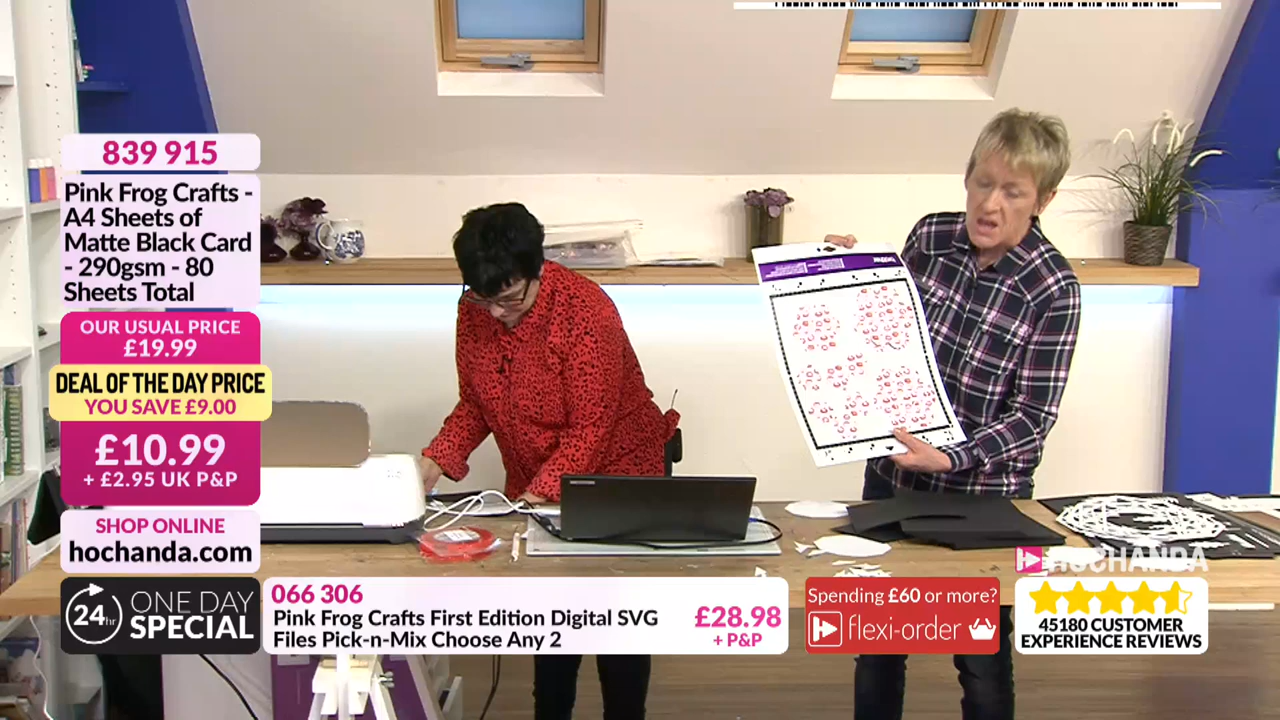 839 915
Pink Frog Crafts -
A4 Sheets of
Matte Black Card
- 290gsm - 80
Sheets Total
OUR USUAL PRICE
£19.99
DEAL OF THE DAY PRICE
YOU SAVE £9.00
£10.99
+ £2.95 UK P&P
SHOP ONLINE
hochanda.com
24hr
ONE DAY
SPECIAL
066 306
Pink Frog Crafts First Edition Digital SVG
Files Pick-n-Mix Choose Any 2
£28.98
+ P&P
Spending £60 or more?
flexi-order
HOCHANDA
45180 CUSTOMER
EXPERIENCE REVIEWS